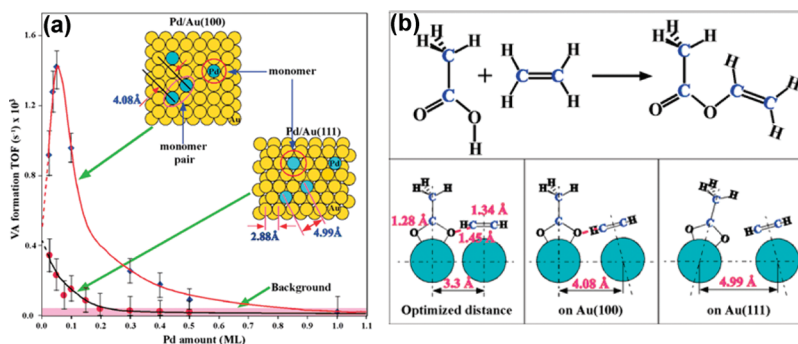 (a)
Pd/Au(100)
Pd
monomer
4.08Å
Au
monomer
pair
Pd/Au(111)
Pd
Au
2.88Å
4.99Å
Background
VA formation TOF (s⁻¹) x 10³
1.6
1.2
0.8
0.4
0.0
0.0 0.1 0.2 0.3 0.4 0.5 0.6 0.7 0.8 0.9 1.0 1.1
Pd amount (ML)
(b)
H H H
C
C
O O
H
+
H H
C C
H H
H H H
C
C H H
O O C C
H
H H H
C
1.28 Å C
O O
1.34 Å
H C C H
1.45 Å
3.3 Å
Optimized distance
H H H
C
C
O O
H C C H
4.08 Å
on Au(100)
H H H
C
C
O O
H C C H
4.99 Å
on Au(111)